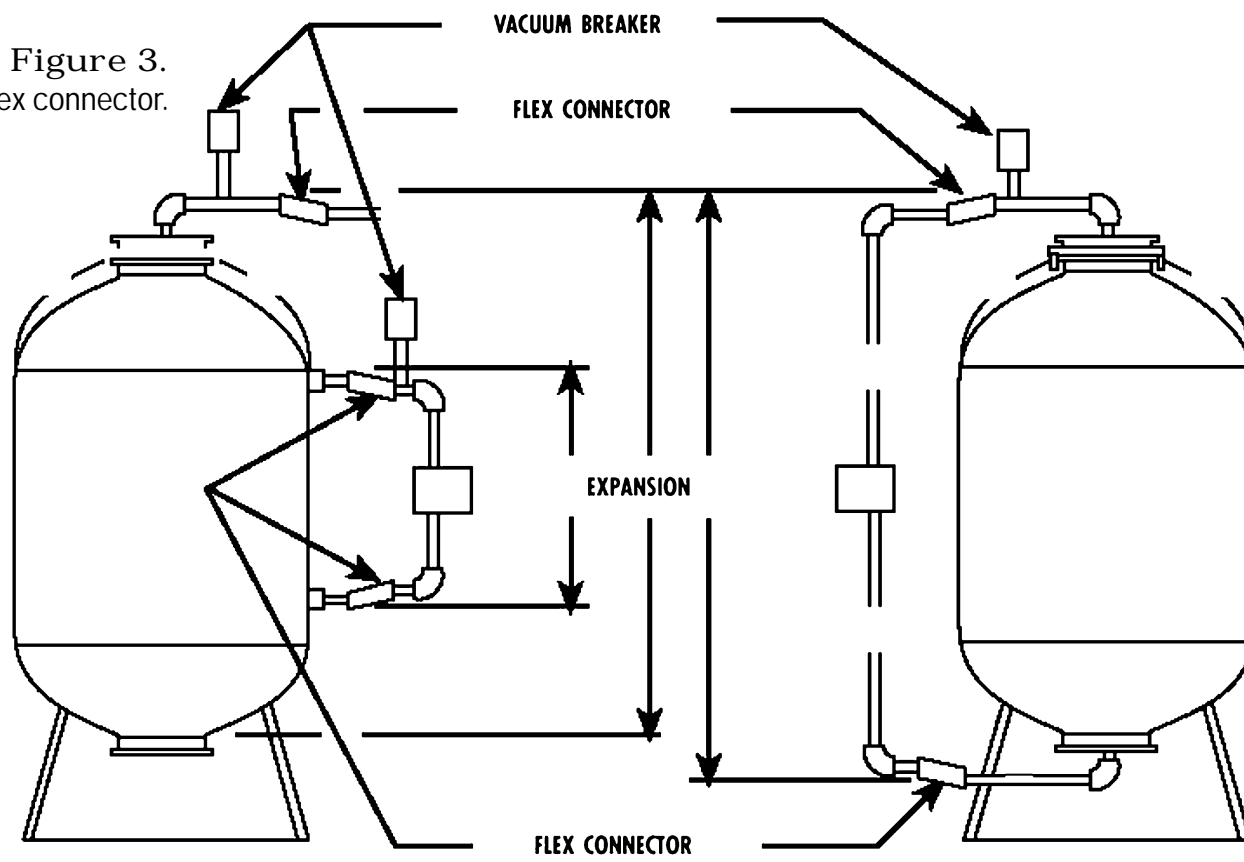 VACUUM BREAKER
Figure 3.
ex connector.
FLEX CONNECTOR
EXPANSION
FLEX CONNECTOR